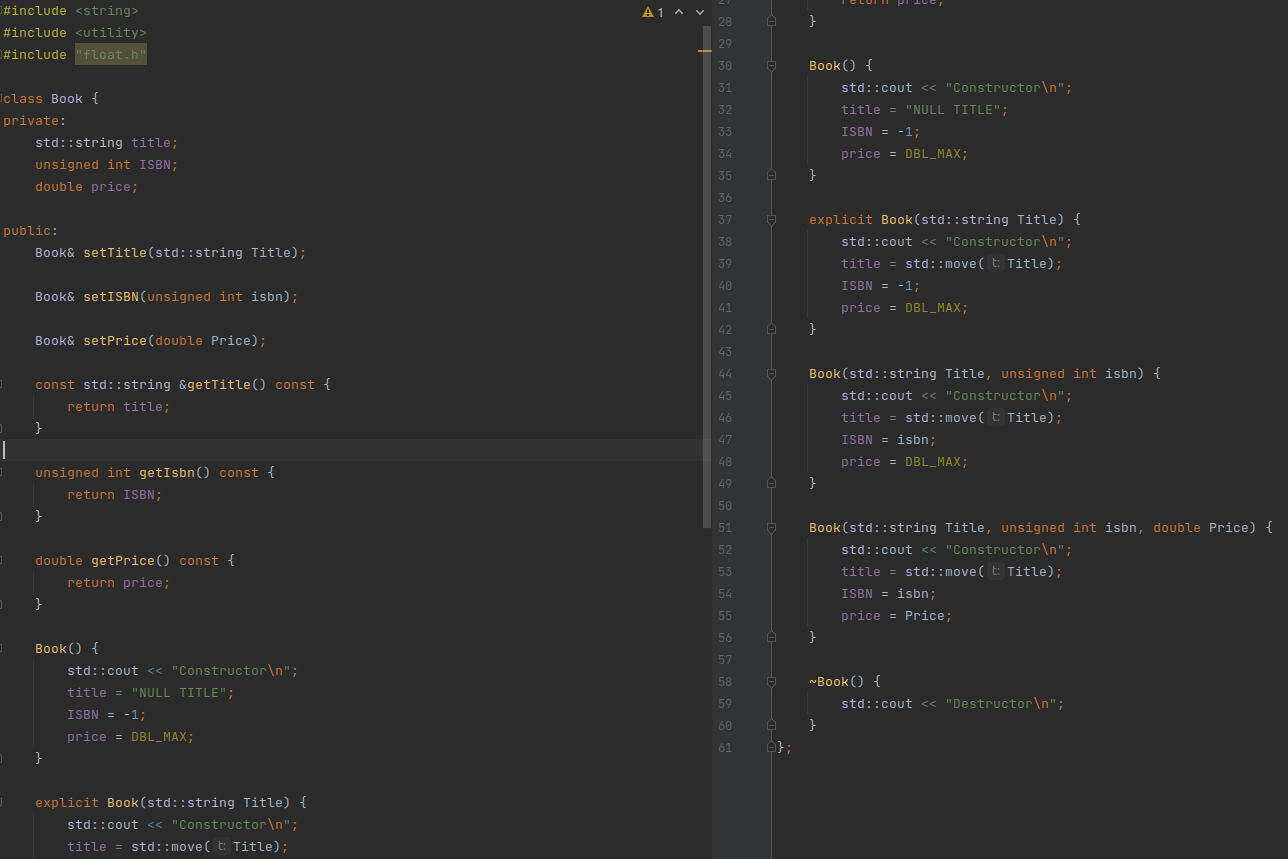 #include <string>
#include <utility>
#include "float.h"
1
class Book {
private:
    std::string title;
    unsigned int ISBN;
    double price;
public:
    Book& setTitle(std::string Title);
    Book& setISBN(unsigned int isbn);
    Book& setPrice(double Price);
    const std::string &getTitle() const {
        return title;
    }
    unsigned int getIsbn() const {
        return ISBN;
    }
    double getPrice() const {
        return price;
    }
    Book() {
        std::cout << "Constructor\n";
        title = "NULL TITLE";
        ISBN = -1;
        price = DBL_MAX;
    }
    explicit Book(std::string Title) {
        std::cout << "Constructor\n";
        title = std::move( t: Title);
27         return price;
28     }
29
30     Book() {
31         std::cout << "Constructor\n";
32         title = "NULL TITLE";
33         ISBN = -1;
34         price = DBL_MAX;
35     }
36
37     explicit Book(std::string Title) {
38         std::cout << "Constructor\n";
39         title = std::move( t: Title);
40         ISBN = -1;
41         price = DBL_MAX;
42     }
43
44     Book(std::string Title, unsigned int isbn) {
45         std::cout << "Constructor\n";
46         title = std::move( t: Title);
47         ISBN = isbn;
48         price = DBL_MAX;
49     }
50
51     Book(std::string Title, unsigned int isbn, double Price) {
52         std::cout << "Constructor\n";
53         title = std::move( t: Title);
54         ISBN = isbn;
55         price = Price;
56     }
57
58     ~Book() {
59         std::cout << "Destructor\n";
60     }
61 };